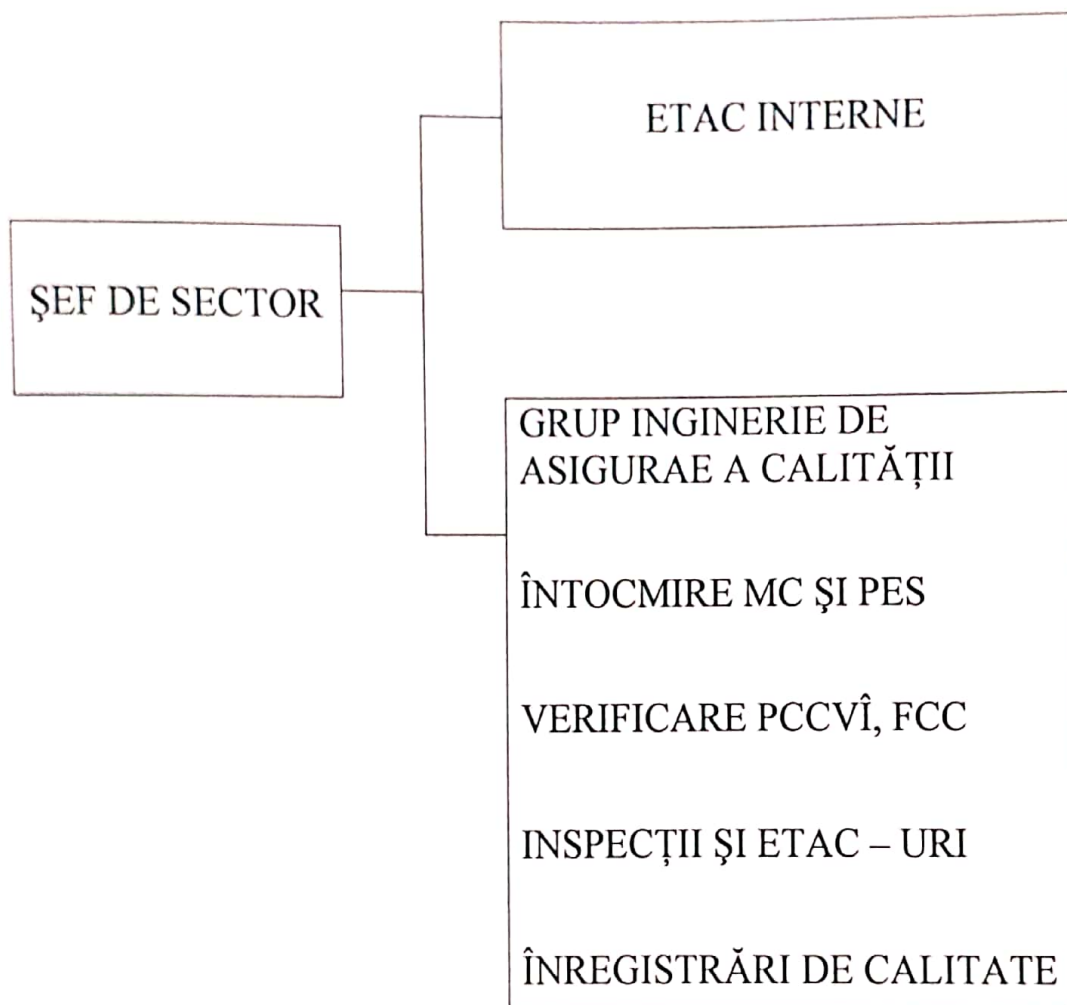 ETAC INTERNE
ŞEF DE SECTOR
GRUP INGINERIE DE
ASIGURAE A CALITĂŢII
ÎNTOCMIRE MC ŞI PES
VERIFICARE PCCVÎ, FCC
INSPECŢII ŞI ETAC – URI
ÎNREGISTRĂRI DE CALITATE